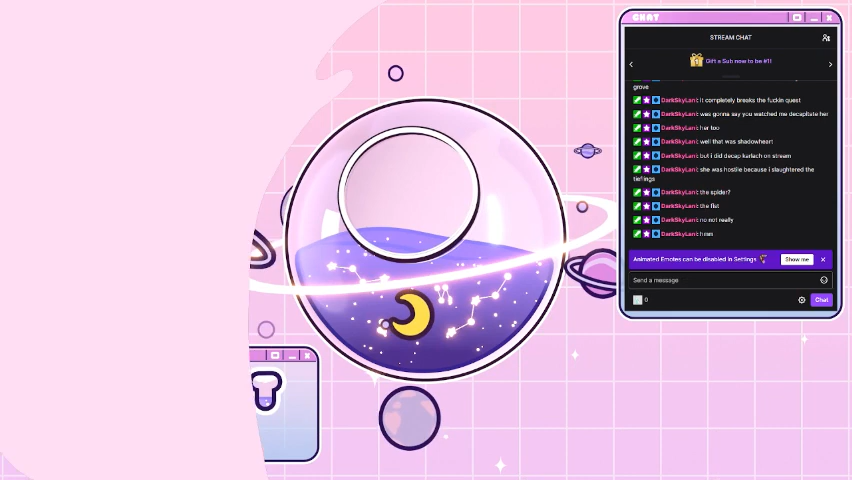 CHAT
STREAM CHAT
Gift a Sub now to be #1!
grove
DarkSkyLani: It completely breaks the fuckin quest
DarkSkyLani: was gonna say you watched me decapitate her
DarkSkyLani: her too
DarkSkyLani: well that was shadowheart
DarkSkyLani: but i did decap karlach on stream
DarkSkyLani: she was hostile because i slaughtered the
tieflings
DarkSkyLani: the spider?
DarkSkyLani: the fist
DarkSkyLani: no not really
DarkSkyLani: hmm
Animated Emotes can be disabled in Settings
Show me
Send a message
0
Chat